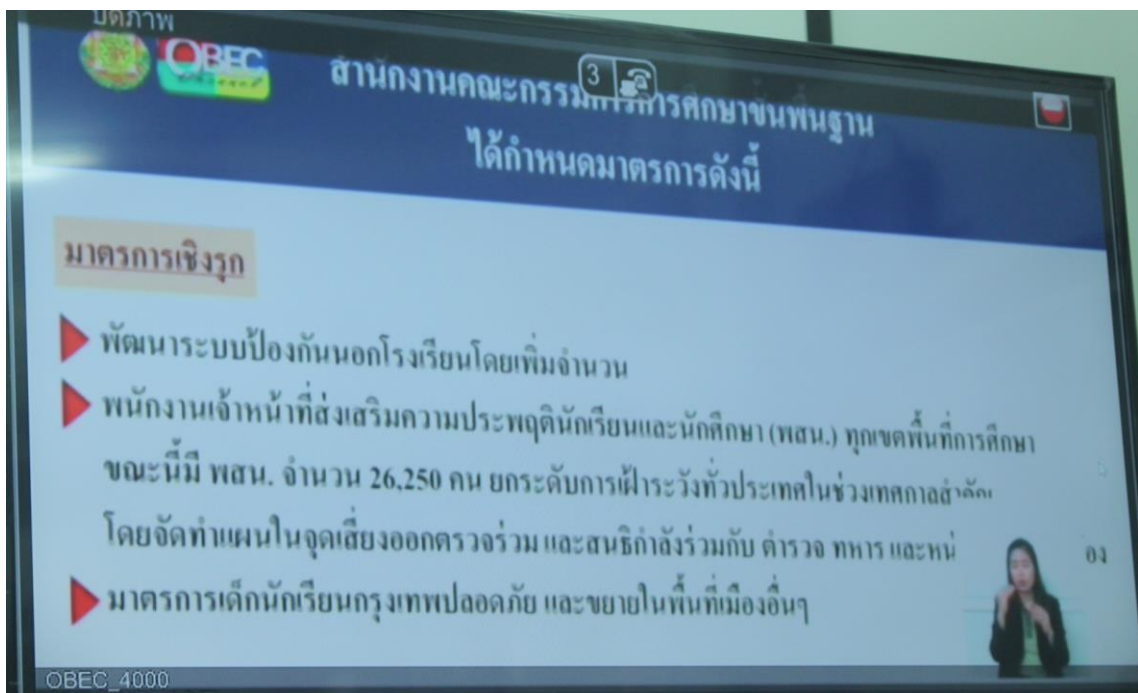 ปิดภาพ
OBEC
3
สำนักงานคณะกรรมการการศึกษาขั้นพื้นฐาน
ได้กำหนดมาตรการดังนี้
มาตรการเชิงรุก
พัฒนาระบบป้องกันนอกโรงเรียนโดยเพิ่มจำนวน
พนักงานเจ้าหน้าที่ส่งเสริมความประพฤตินักเรียนและนักศึกษา (พสน.) ทุกเขตพื้นที่การศึกษา
ขณะนี้มี พสน. จำนวน 26,250 คน ยกระดับการเฝ้าระวังทั่วประเทศในช่วงเทศกาลสำคัญ
โดยจัดทำแผนในจุดเสี่ยงออกตรวจร่วม และสนธิกำลังร่วมกับ ตำรวจ ทหาร และหน่ อง
มาตรการเด็กนักเรียนกรุงเทพปลอดภัย และขยายในพื้นที่เมืองอื่นๆ
OBEC_4000